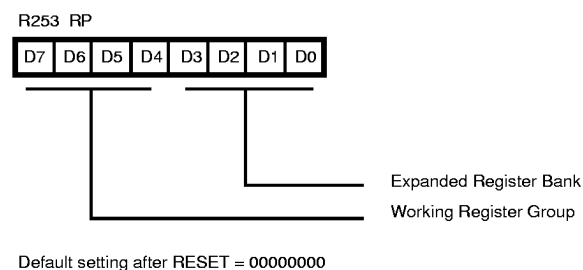 R253 RP
D7 D6 D5 D4 D3 D2 D1 D0
Expanded Register Bank
Working Register Group
Default setting after RESET = 00000000